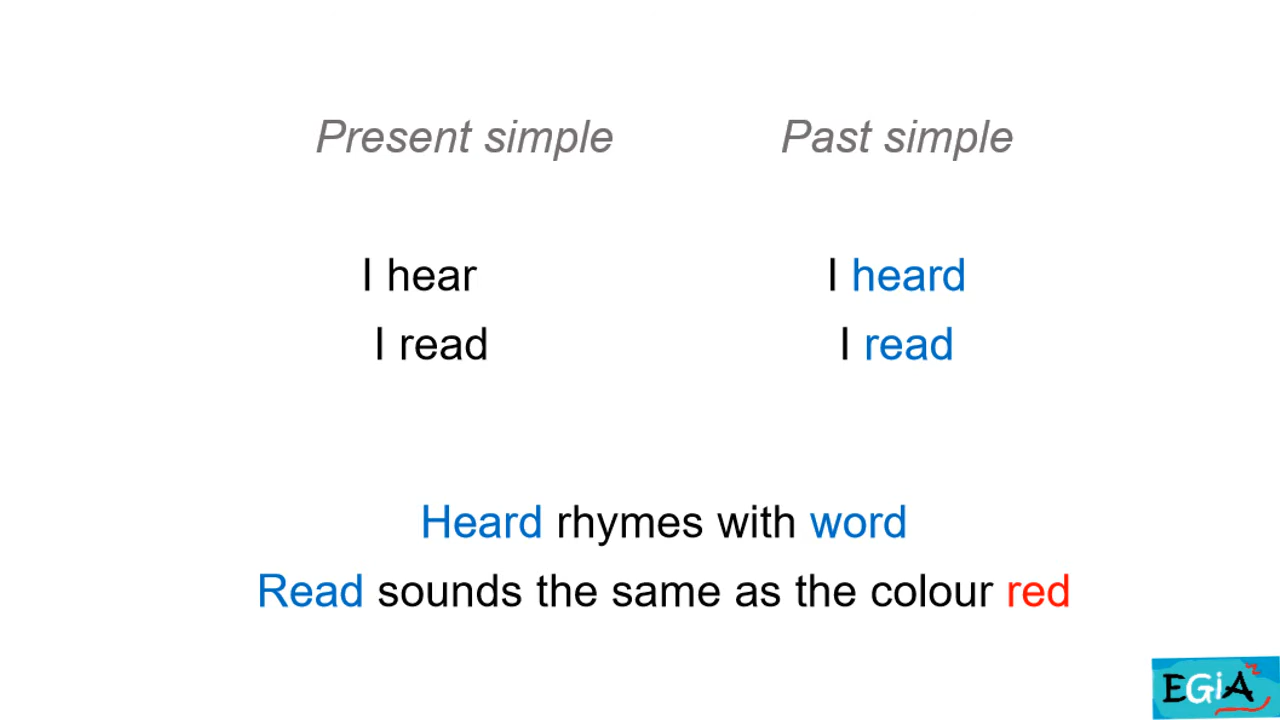 Present simple Past simple
I hear I heard
I read I read
Heard rhymes with word
Read sounds the same as the colour red
EGiA